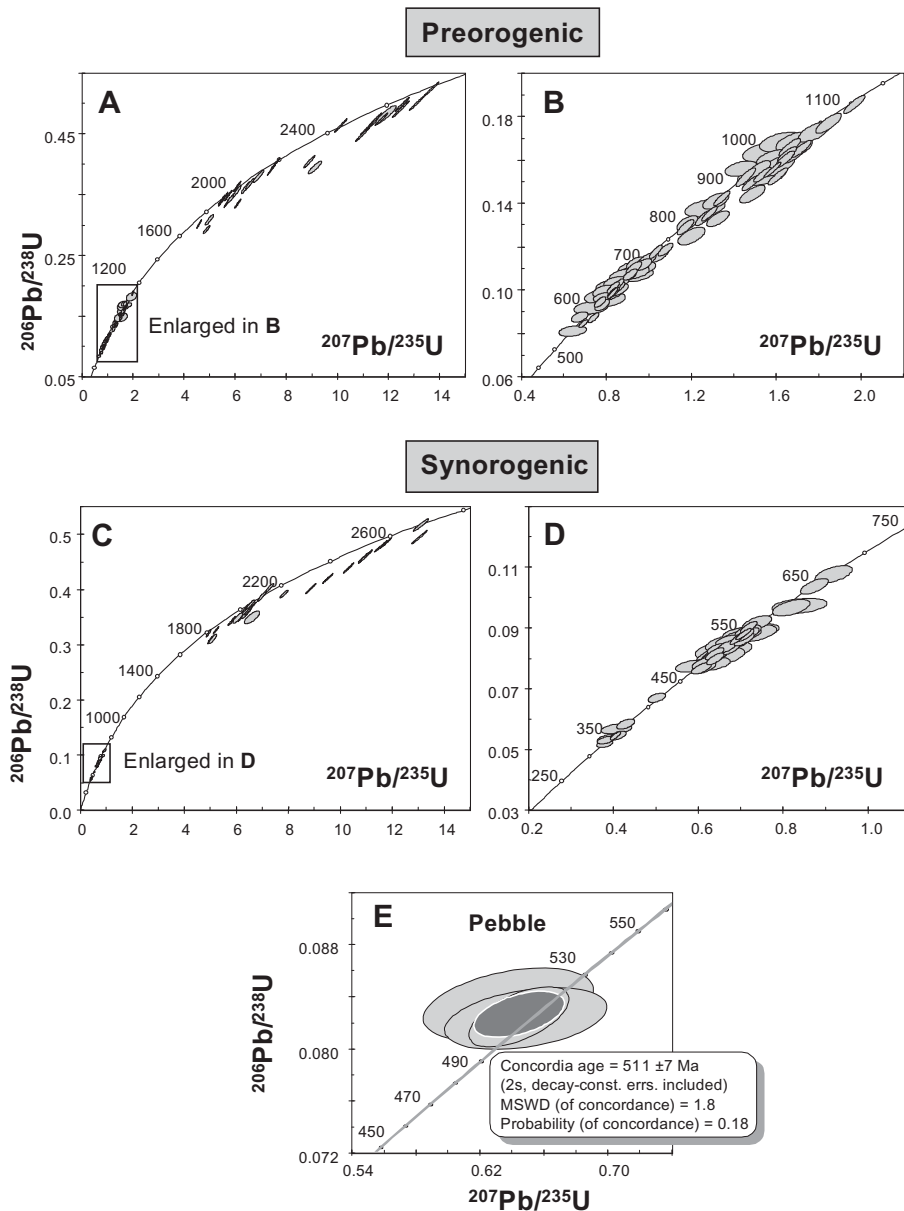 Preorogenic
A
2400
2000
1600
1200
Enlarged in B
²⁰⁷Pb/²³⁵U
²⁰⁶Pb/²³⁸U
0.45
0.25
0.05
0 2 4 6 8 10 12 14
B
1100
1000
900
800
700
600
500
²⁰⁷Pb/²³⁵U
0.18
0.14
0.10
0.06
0.4 0.8 1.2 1.6 2.0
Synorogenic
C
2600
2200
1800
1400
1000
Enlarged in D
²⁰⁷Pb/²³⁵U
²⁰⁶Pb/²³⁸U
0.5
0.4
0.3
0.2
0.1
0.0
0 2 4 6 8 10 12 14
D
750
650
550
450
350
250
²⁰⁷Pb/²³⁵U
0.11
0.09
0.07
0.05
0.03
0.2 0.4 0.6 0.8 1.0
E
Pebble
550
530
490
470
450
²⁰⁶Pb/²³⁸U
0.088
0.080
0.072
Concordia age = 511 ±7 Ma
(2s, decay-const. errs. included)
MSWD (of concordance) = 1.8
Probability (of concordance) = 0.18
0.54 0.62 0.70
²⁰⁷Pb/²³⁵U